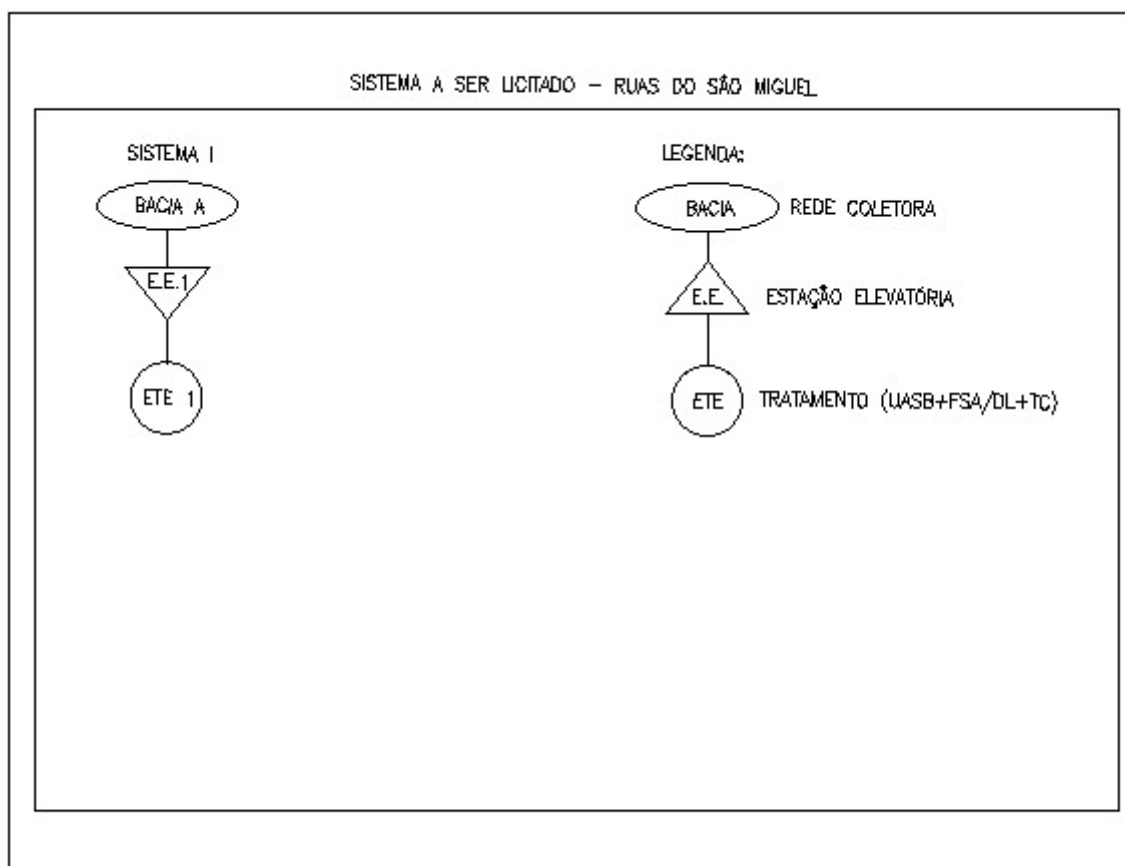 SISTEMA A SER LICITADO – RUAS DO SÃO MIGUEL
SISTEMA I
BACIA A
E.E.1
ETE 1
LEGENDA:
BACIA REDE COLETORA
E.E. ESTAÇÃO ELEVATÓRIA
ETE TRATAMENTO (UASB+FSA/DL+TC)